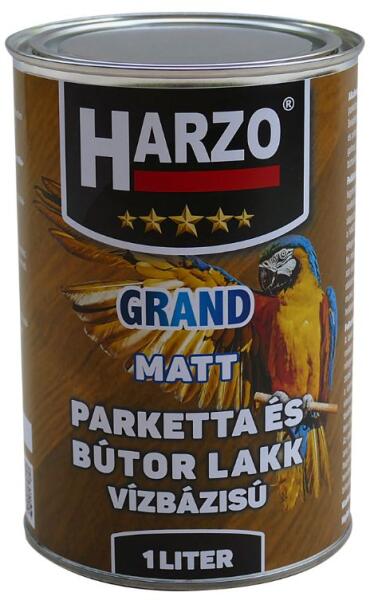 HARZO®
GRAND
MATT
PARKETTA ÉS
BÚTOR LAKK
VÍZBÁZISÚ
1 LITER